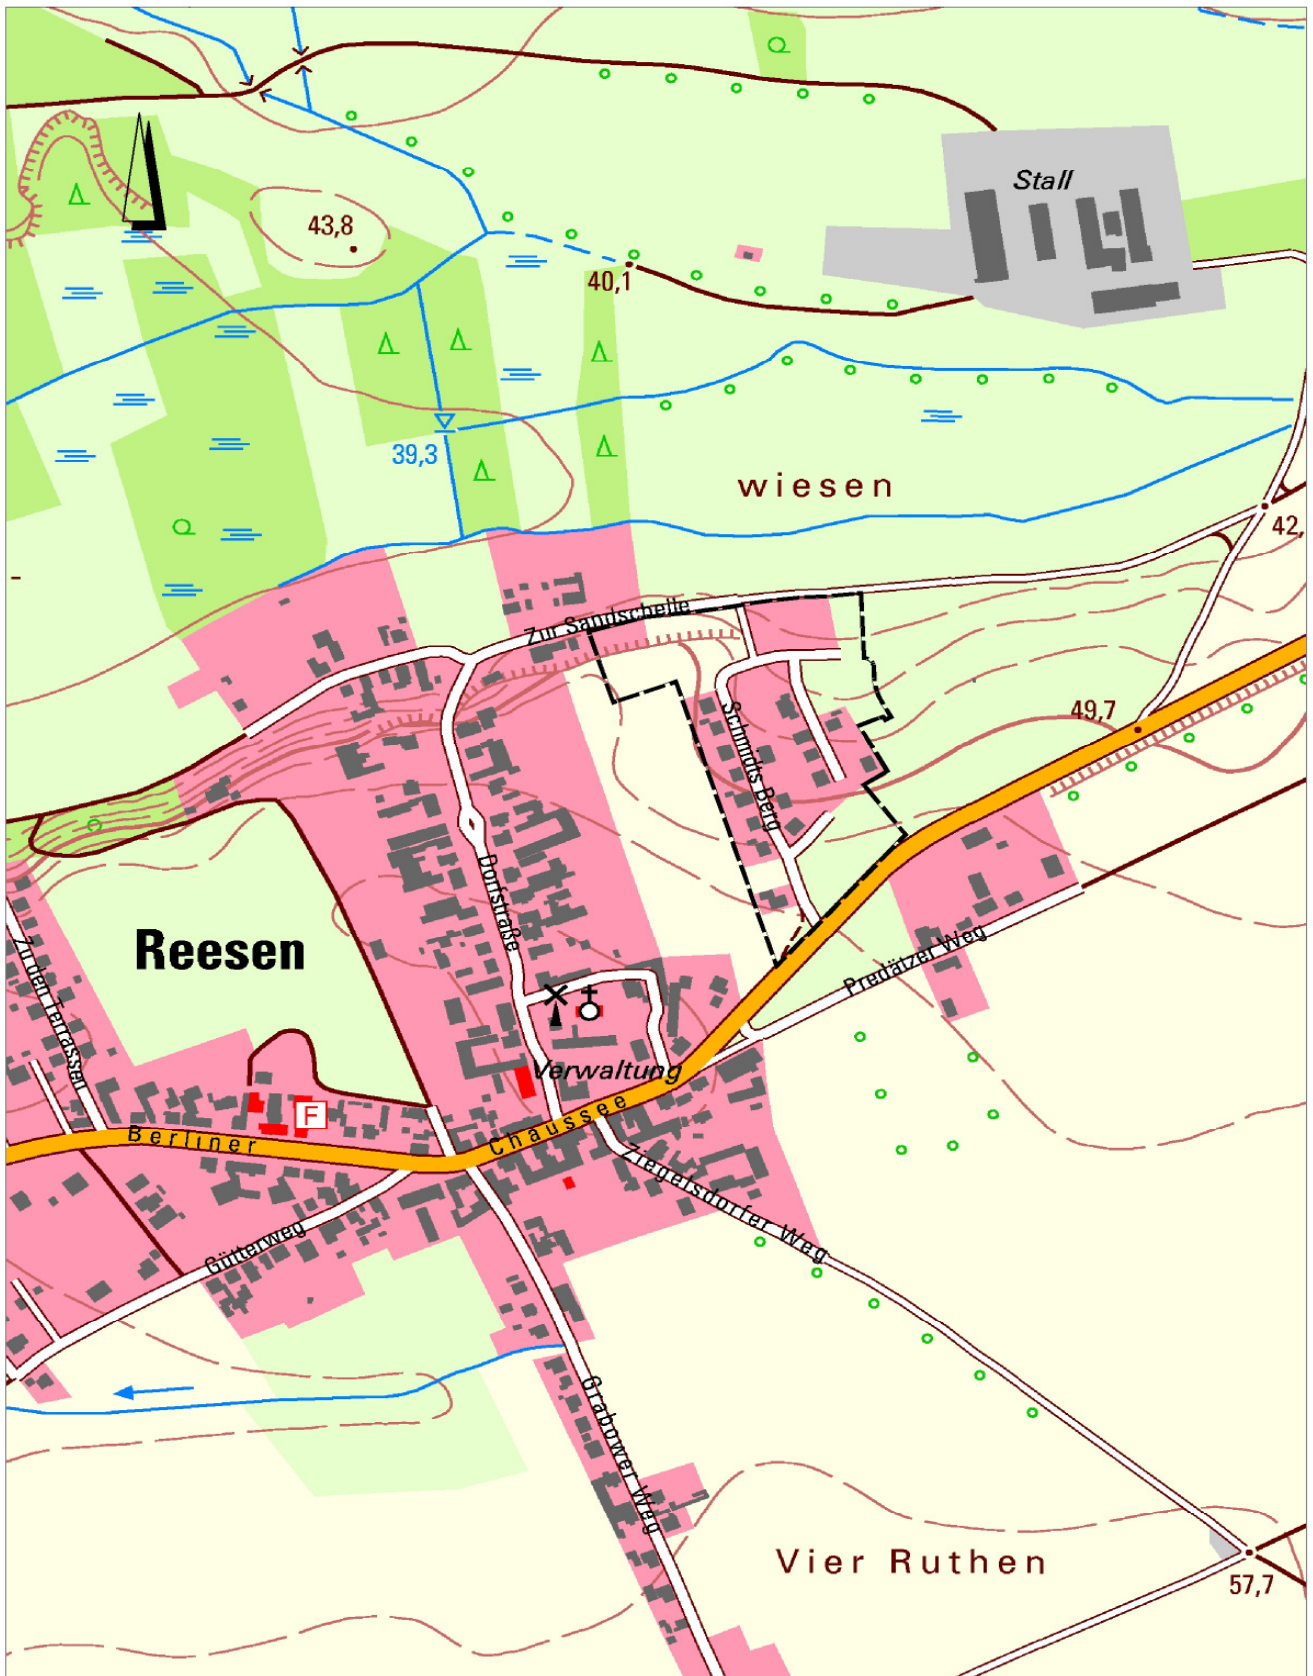 Stall
43,8
40,1
39,3
wiesen
42,
Zur Sandschelle
49,7
Schmidts Berg
Dorfstraße
Reesen
Zu den Terrassen
Predätzer Weg
Verwaltung
F
Berliner
Chaussee
Ziegelsdorfer Weg
Gütterweg
Grabower Weg
Vier Ruthen
57,7